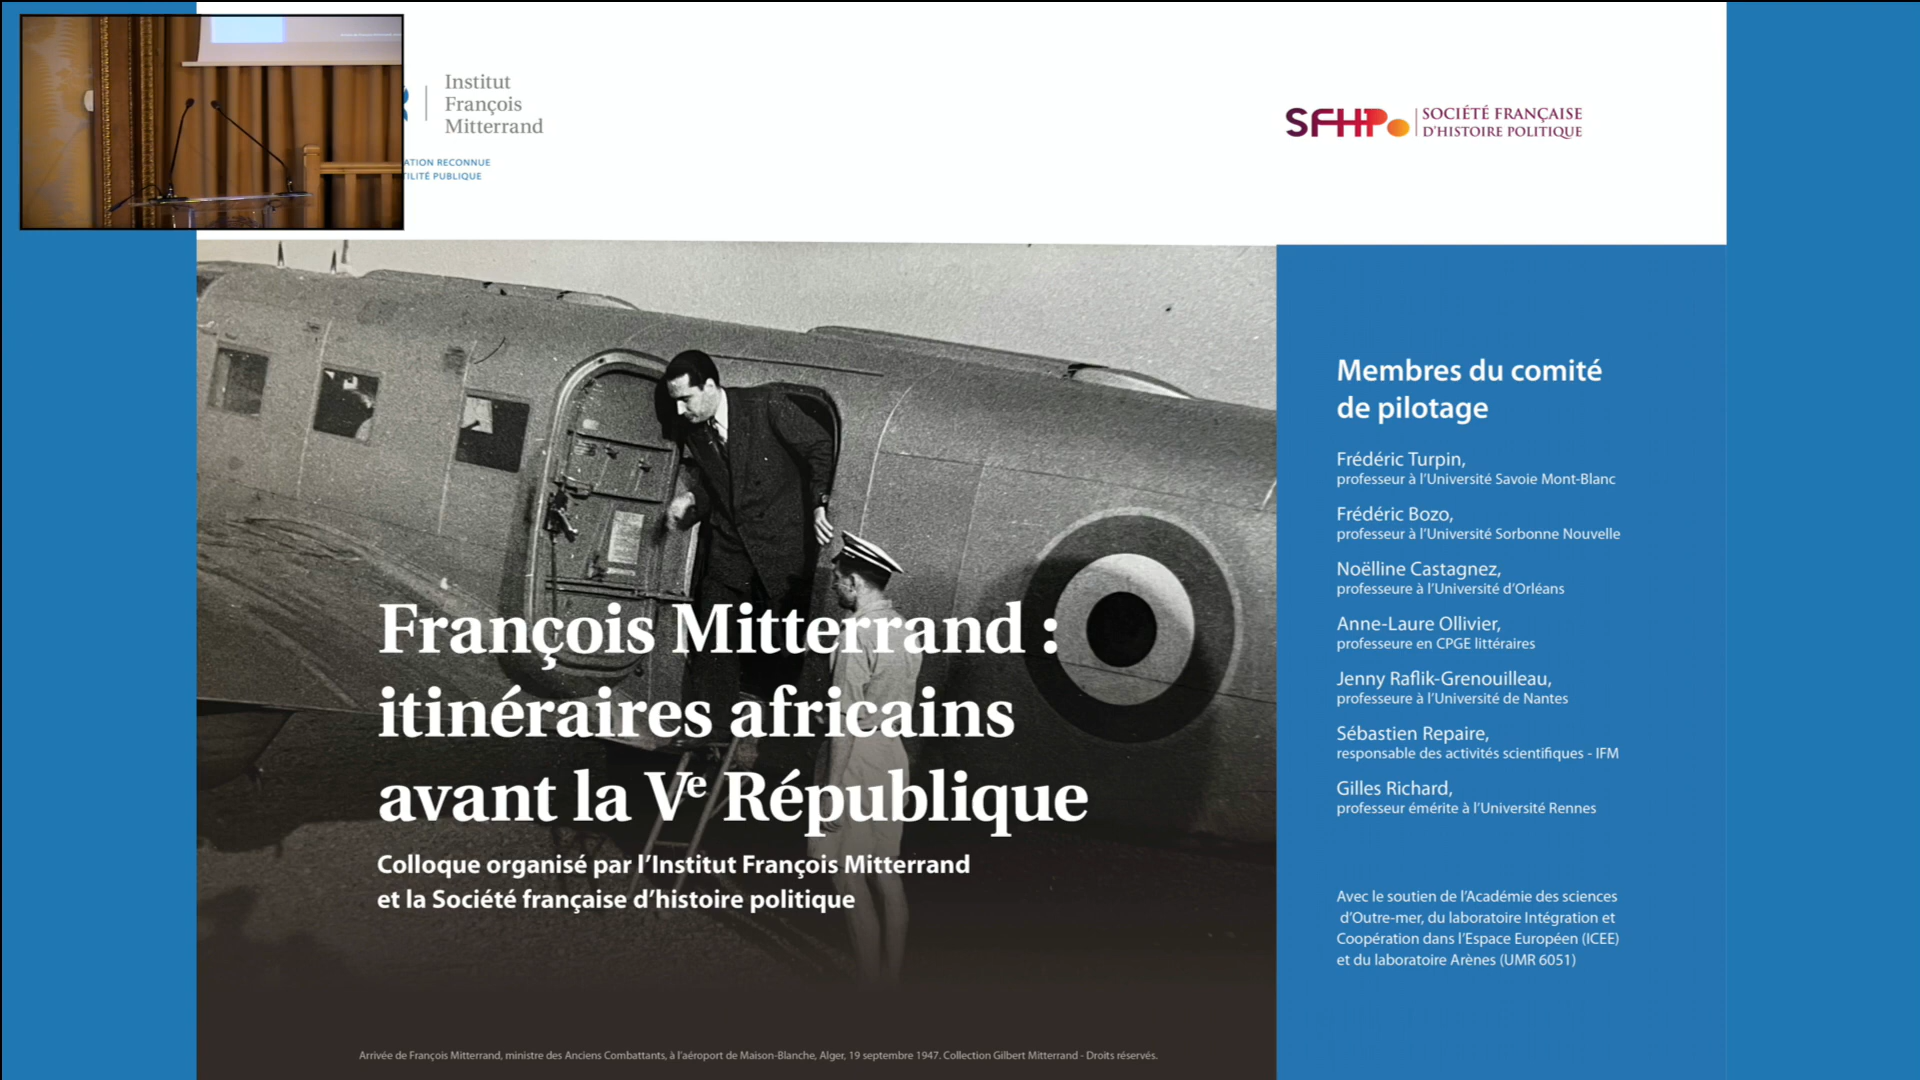 Institut
François
Mitterrand
ATION RECONNUE
TILITÉ PUBLIQUE
SFHPo
SOCIÉTÉ FRANÇAISE
D'HISTOIRE POLITIQUE
François Mitterrand :
itinéraires africains
avant la Ve République
Colloque organisé par l'Institut François Mitterrand
et la Société française d'histoire politique
Arrivée de François Mitterrand, ministre des Anciens Combattants, à l'aéroport de Maison-Blanche, Alger, 19 septembre 1947. Collection Gilbert Mitterrand - Droits réservés.
Membres du comité
de pilotage
Frédéric Turpin,
professeur à l'Université Savoie Mont-Blanc
Frédéric Bozo,
professeur à l'Université Sorbonne Nouvelle
Noëlline Castagnez,
professeure à l'Université d'Orléans
Anne-Laure Ollivier,
professeure en CPGE littéraires
Jenny Raflik-Grenouilleau,
professeure à l'Université de Nantes
Sébastien Repaire,
responsable des activités scientifiques - IFM
Gilles Richard,
professeur émérite à l'Université Rennes
Avec le soutien de l'Académie des sciences
d'Outre-mer, du laboratoire Intégration et
Coopération dans l'Espace Européen (ICEE)
et du laboratoire Arènes (UMR 6051)